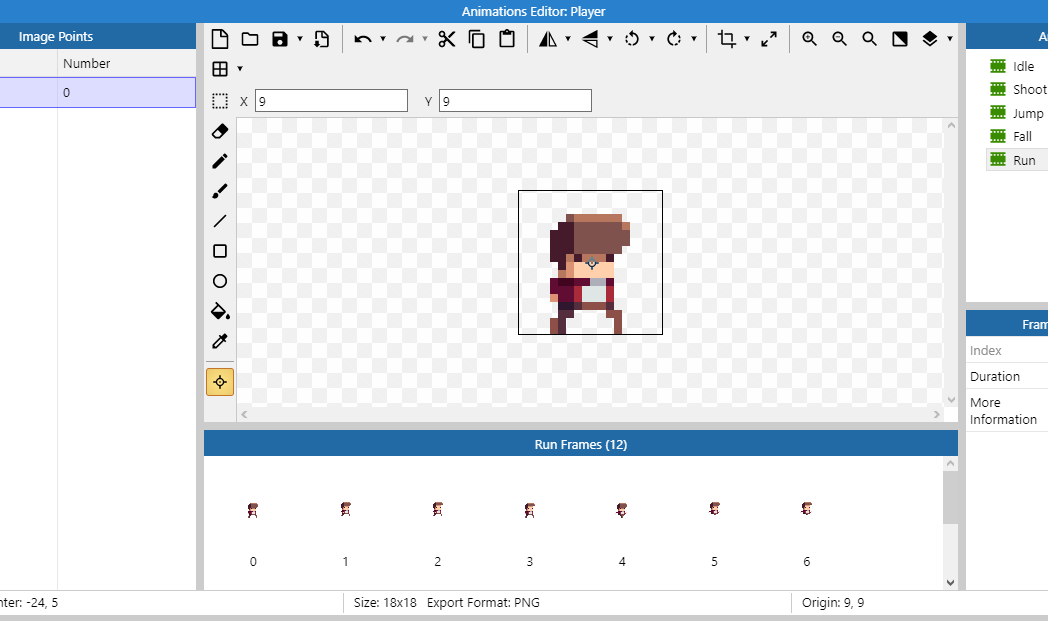 Animations Editor: Player
Image Points
Number
0
X 9 Y 9
Idle
Shoot
Jump
Fall
Run
Run Frames (12)
0 1 2 3 4 5 6
Index
Duration
More
Information
-24, 5
Size: 18x18 Export Format: PNG
Origin: 9, 9